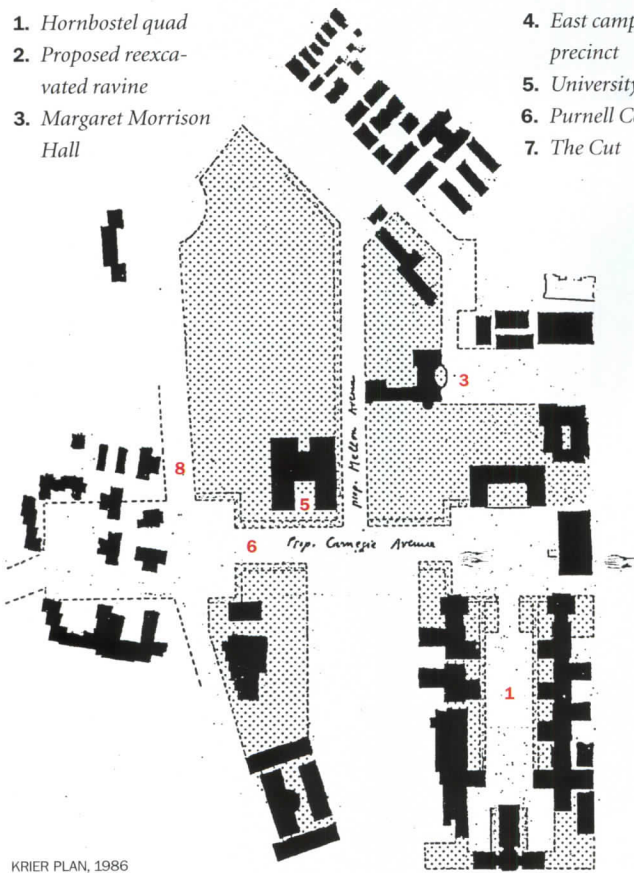 1. Hornbostel quad
2. Proposed reexca-
vated ravine
3. Margaret Morrison
Hall
4. East
precinct
5. University
6. Purnell
7. The Cut
3
8
5
6
1
prop. Mellon Avenue
Prop. Carnegie Avenue
KRIER PLAN, 1986